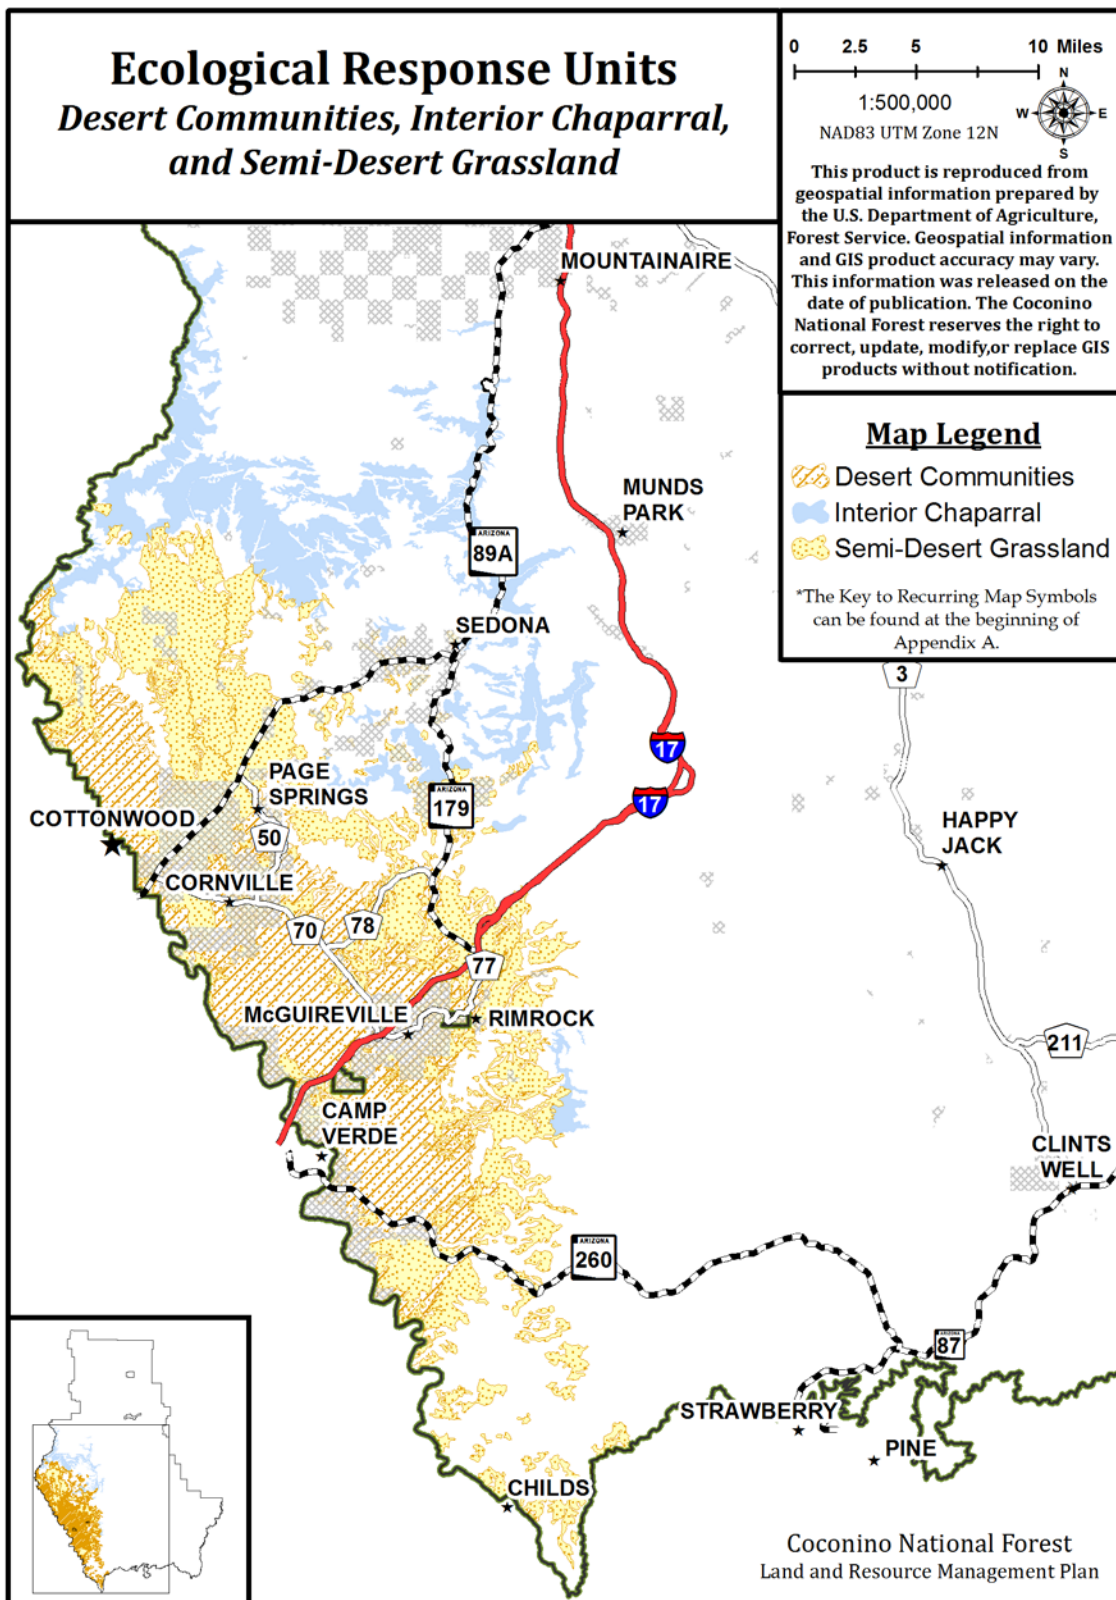 Ecological Response Units
Desert Communities, Interior Chaparral,
and Semi-Desert Grassland
0 2.5 5 10 Miles
1:500,000
NAD83 UTM Zone 12N
N
W E
S
This product is reproduced from
geospatial information prepared by
the U.S. Department of Agriculture,
Forest Service. Geospatial information
and GIS product accuracy may vary.
This information was released on the
date of publication. The Coconino
National Forest reserves the right to
correct, update, modify,or replace GIS
products without notification.
Map Legend
Desert Communities
Interior Chaparral
Semi-Desert Grassland
*The Key to Recurring Map Symbols
can be found at the beginning of
Appendix A.
MOUNTAINAIRE
MUNDS
PARK
ARIZONA
89A
SEDONA
3
17
17
PAGE
SPRINGS
ARIZONA
179
COTTONWOOD
50
HAPPY
JACK
CORNVILLE
70
78
77
McGUIREVILLE
RIMROCK
211
CAMP
VERDE
CLINTS
WELL
ARIZONA
260
ARIZONA
87
STRAWBERRY
PINE
CHILDS
Coconino National Forest
Land and Resource Management Plan